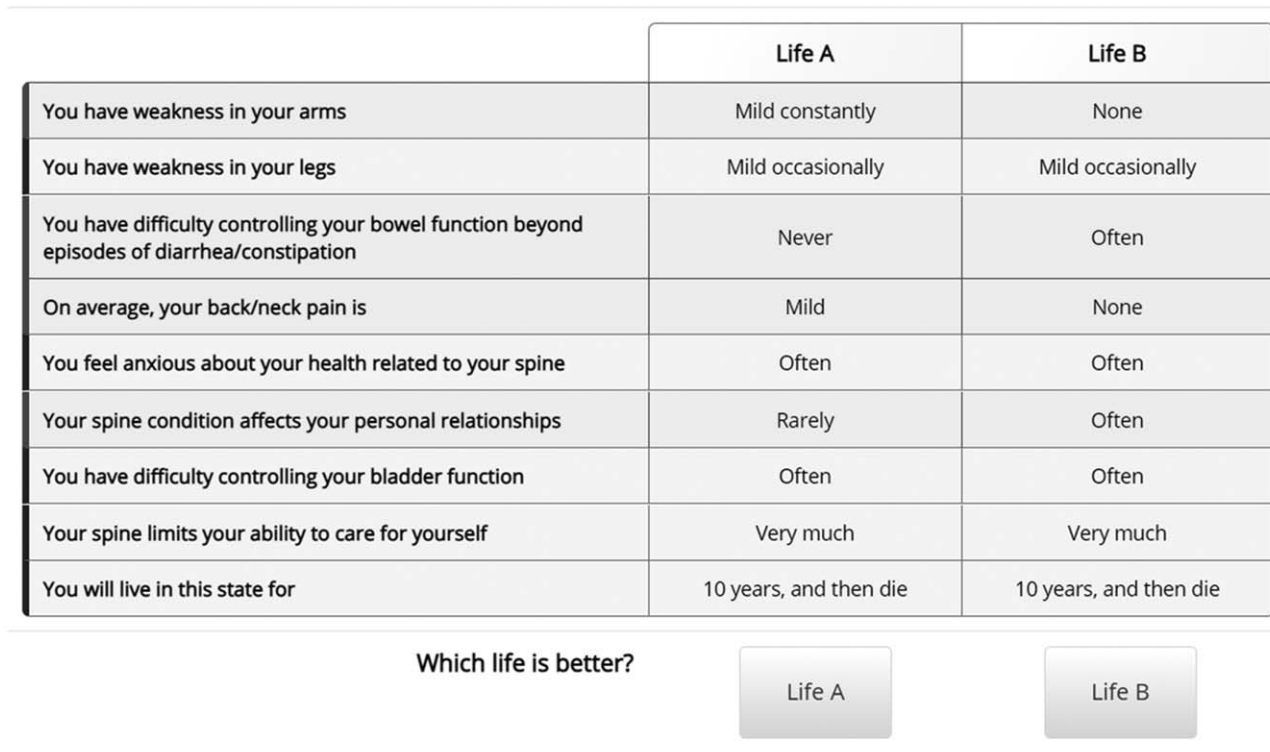 Life A Life B
You have weakness in your arms Mild constantly None
You have weakness in your legs Mild occasionally Mild occasionally
You have difficulty controlling your bowel function beyond
episodes of diarrhea/constipation Never Often
On average, your back/neck pain is Mild None
You feel anxious about your health related to your spine Often Often
Your spine condition affects your personal relationships Rarely Often
You have difficulty controlling your bladder function Often Often
Your spine limits your ability to care for yourself Very much Very much
You will live in this state for 10 years, and then die 10 years, and then die
Which life is better? Life A Life B